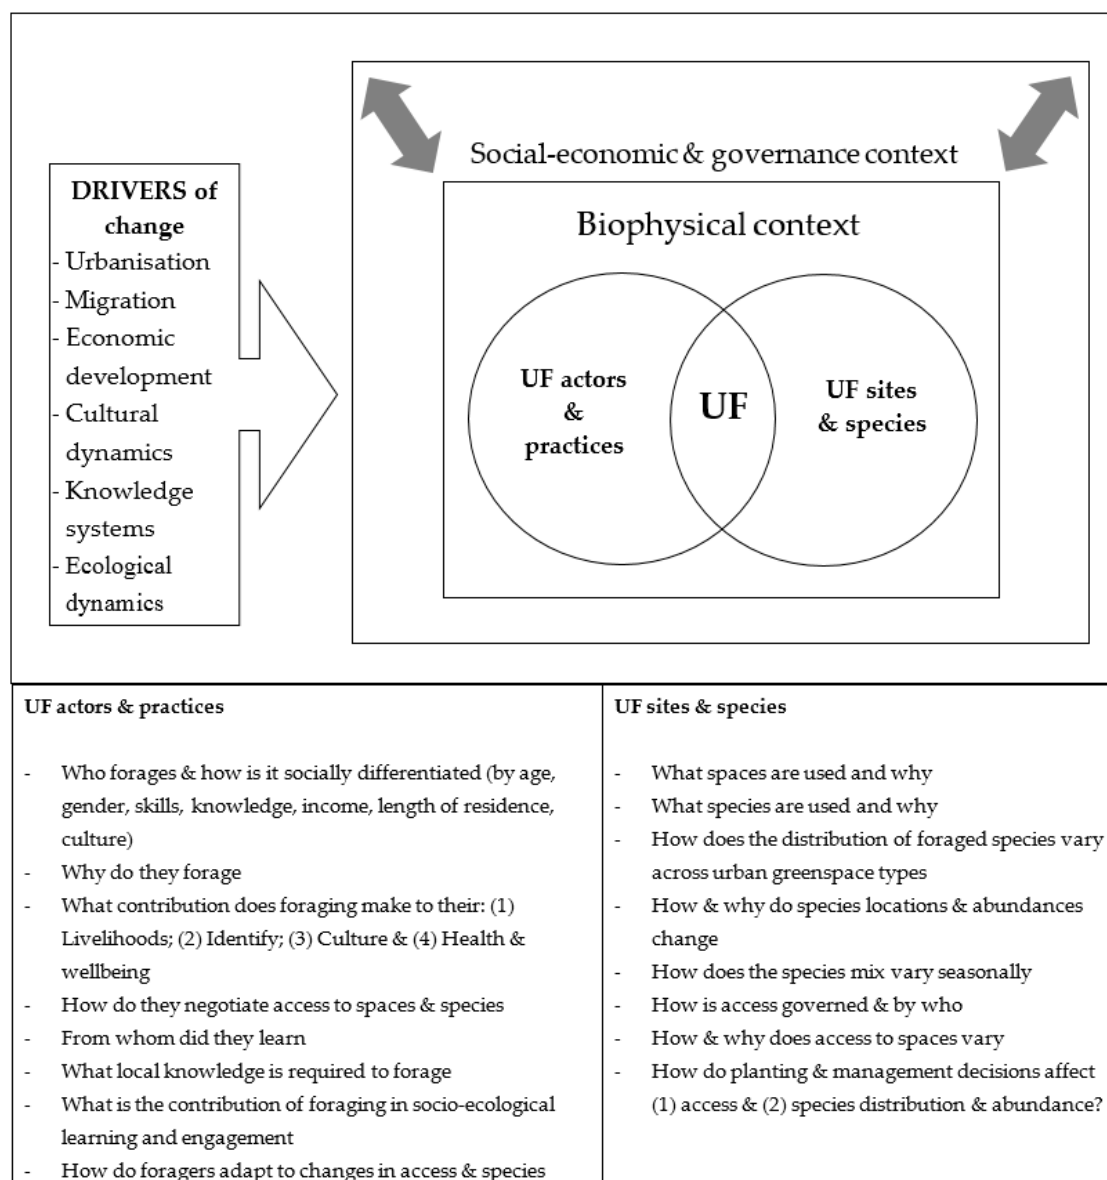 Social-economic & governance context
DRIVERS of
change
- Urbanisation
- Migration
- Economic
development
- Cultural
dynamics
- Knowledge
systems
- Ecological
dynamics
Biophysical context
UF actors
&
practices
UF
UF sites
& species
UF actors & practices
- Who forages & how is it socially differentiated (by age,
gender, skills, knowledge, income, length of residence,
culture)
- Why do they forage
- What contribution does foraging make to their: (1)
Livelihoods; (2) Identify; (3) Culture & (4) Health &
wellbeing
- How do they negotiate access to spaces & species
- From whom did they learn
- What local knowledge is required to forage
- What is the contribution of foraging in socio-ecological
learning and engagement
- How do foragers adapt to changes in access & species
UF sites & species
- What spaces are used and why
- What species are used and why
- How does the distribution of foraged species vary
across urban greenspace types
- How & why do species locations & abundances
change
- How does the species mix vary seasonally
- How is access governed & by who
- How & why does access to spaces vary
- How do planting & management decisions affect
(1) access & (2) species distribution & abundance?